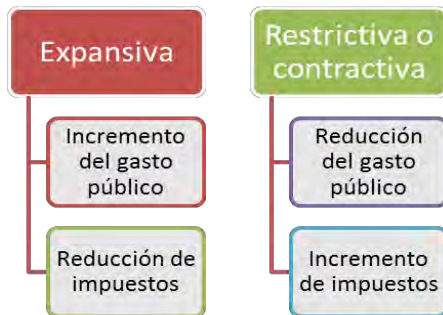 Expansiva
Incremento
del gasto
público
Reducción de
impuestos
Restrictiva o
contractiva
Reducción
del gasto
público
Incremento
de impuestos